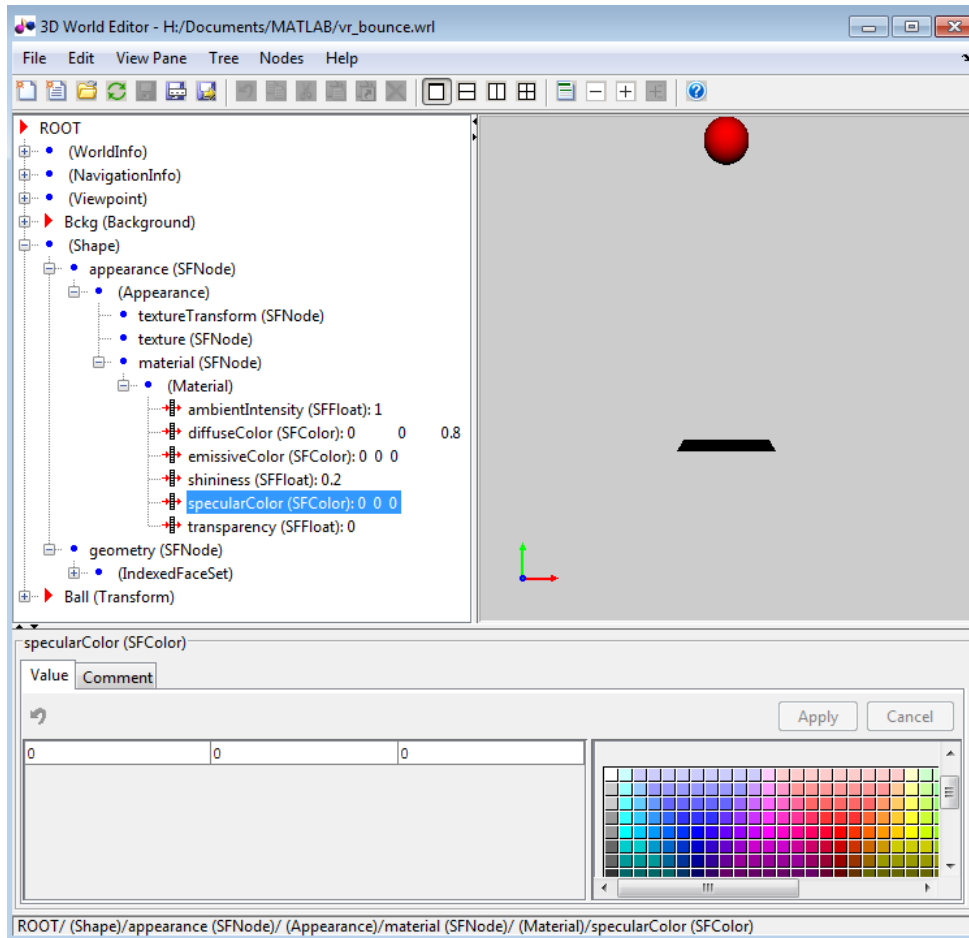 3D World Editor - H:/Documents/MATLAB/vr_bounce.wrl
File Edit View Pane Tree Nodes Help
ROOT
(WorldInfo)
(NavigationInfo)
(Viewpoint)
Bckg (Background)
(Shape)
appearance (SFNode)
(Appearance)
textureTransform (SFNode)
texture (SFNode)
material (SFNode)
(Material)
ambientIntensity (SFFloat): 1
diffuseColor (SFColor): 0 0 0.8
emissiveColor (SFColor): 0 0 0
shininess (SFFloat): 0.2
specularColor (SFColor): 0 0 0
transparency (SFFloat): 0
geometry (SFNode)
(IndexedFaceSet)
Ball (Transform)
specularColor (SFColor)
Value Comment
Apply Cancel
0 0 0
ROOT/ (Shape)/appearance (SFNode)/ (Appearance)/material (SFNode)/ (Material)/specularColor (SFColor)